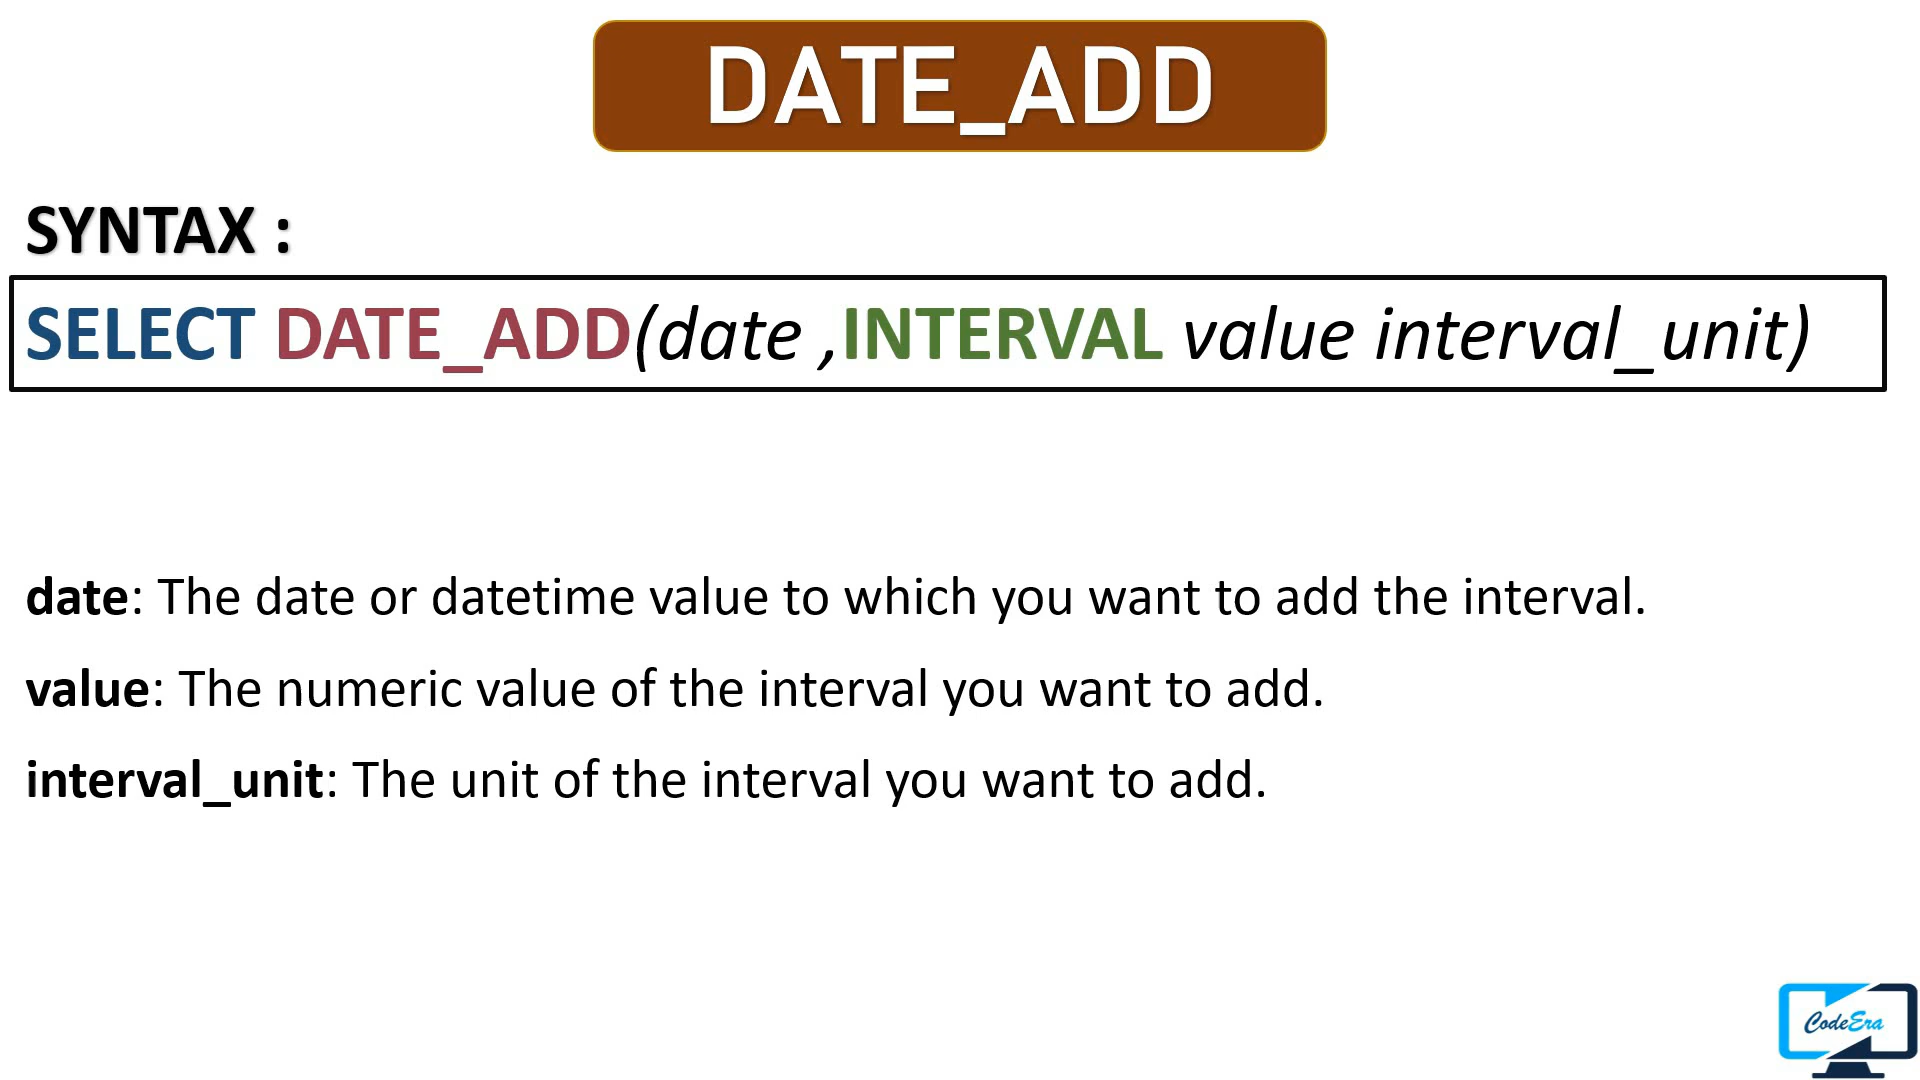 DATE_ADD
SYNTAX :
SELECT DATE_ADD(date ,INTERVAL value interval_unit)
date: The date or datetime value to which you want to add the interval.
value: The numeric value of the interval you want to add.
interval_unit: The unit of the interval you want to add.
CodeEra